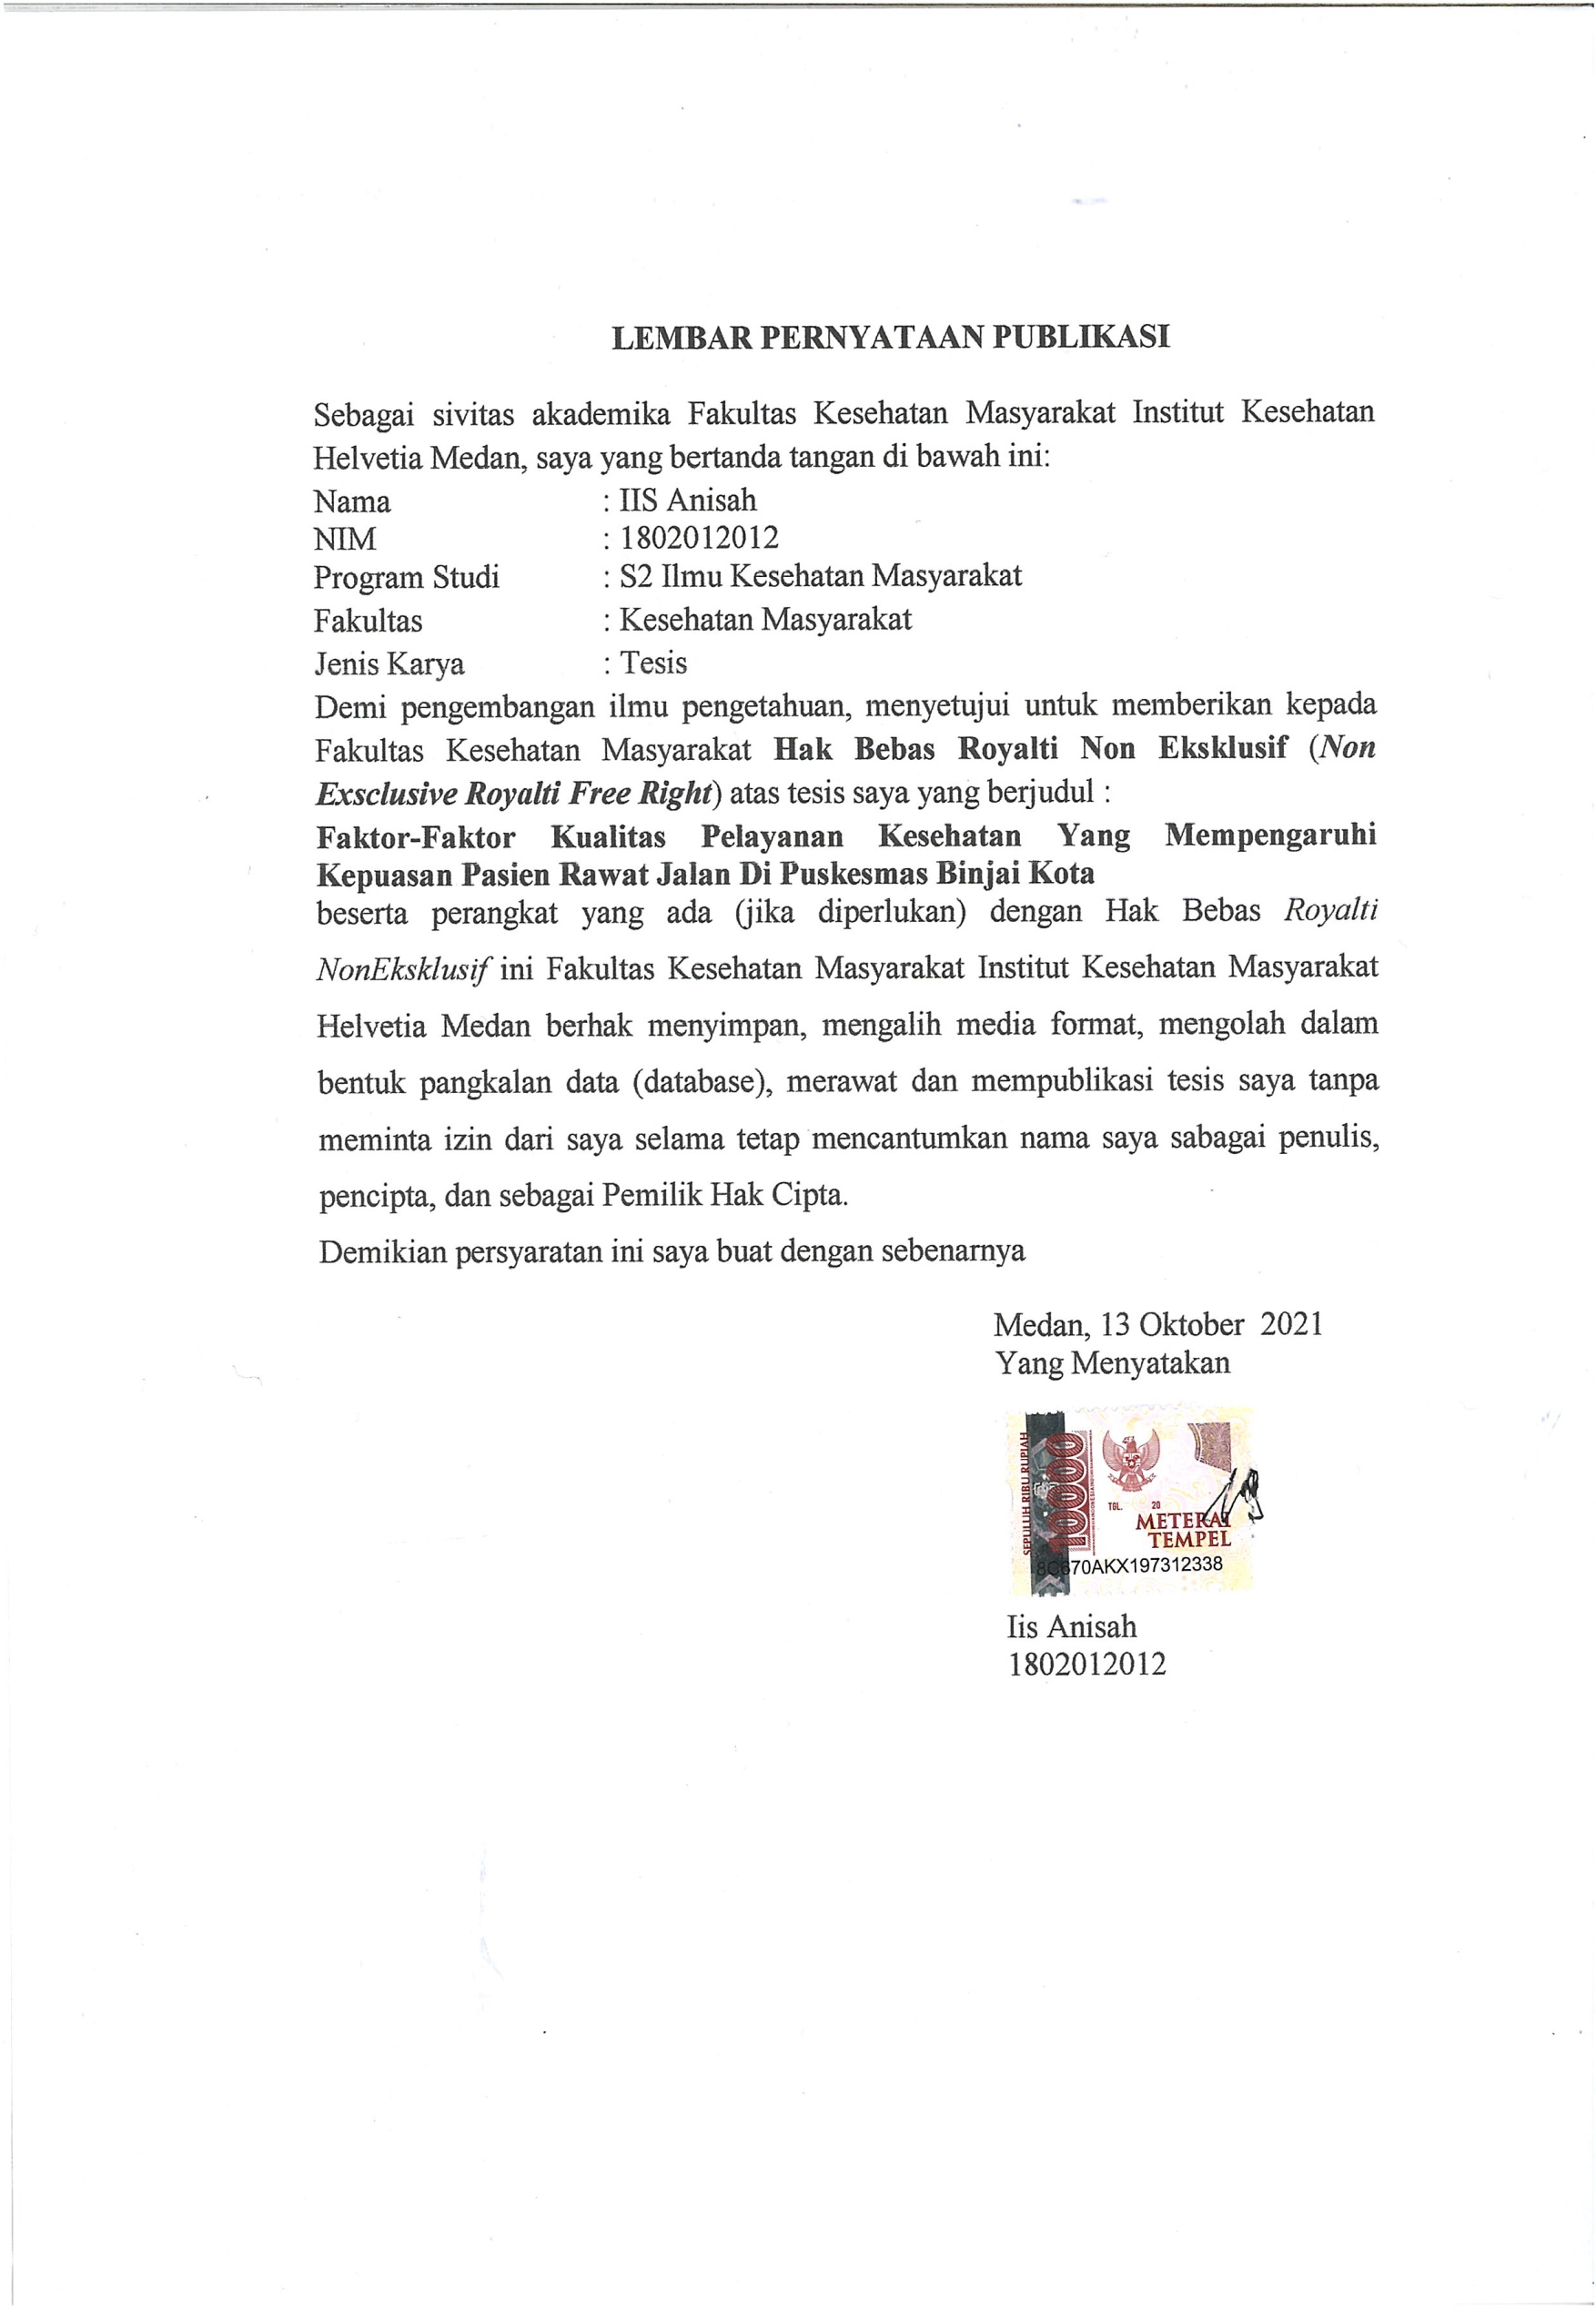 LEMBAR PERNYATAAN PUBLIKASI
Sebagai sivitas akademika Fakultas Kesehatan Masyarakat Institut Kesehatan
Helvetia Medan, saya yang bertanda tangan di bawah ini:
Nama : IIS Anisah
NIM : 1802012012
Program Studi : S2 Ilmu Kesehatan Masyarakat
Fakultas : Kesehatan Masyarakat
Jenis Karya : Tesis
Demi pengembangan ilmu pengetahuan, menyetujui untuk memberikan kepada
Fakultas Kesehatan Masyarakat Hak Bebas Royalti Non Eksklusif (Non
Exsclusive Royalti Free Right) atas tesis saya yang berjudul :
Faktor-Faktor Kualitas Pelayanan Kesehatan Yang Mempengaruhi
Kepuasan Pasien Rawat Jalan Di Puskesmas Binjai Kota
beserta perangkat yang ada (jika diperlukan) dengan Hak Bebas Royalti
NonEksklusif ini Fakultas Kesehatan Masyarakat Institut Kesehatan Masyarakat
Helvetia Medan berhak menyimpan, mengalih media format, mengolah dalam
bentuk pangkalan data (database), merawat dan mempublikasi tesis saya tanpa
meminta izin dari saya selama tetap mencantumkan nama saya sabagai penulis,
pencipta, dan sebagai Pemilik Hak Cipta.
Demikian persyaratan ini saya buat dengan sebenarnya
Medan, 13 Oktober 2021
Yang Menyatakan
SEPULUH RIBU RUPIAH
10000
TGL. 20
METERAI
TEMPEL
8C670AKX197312338
Iis Anisah
1802012012